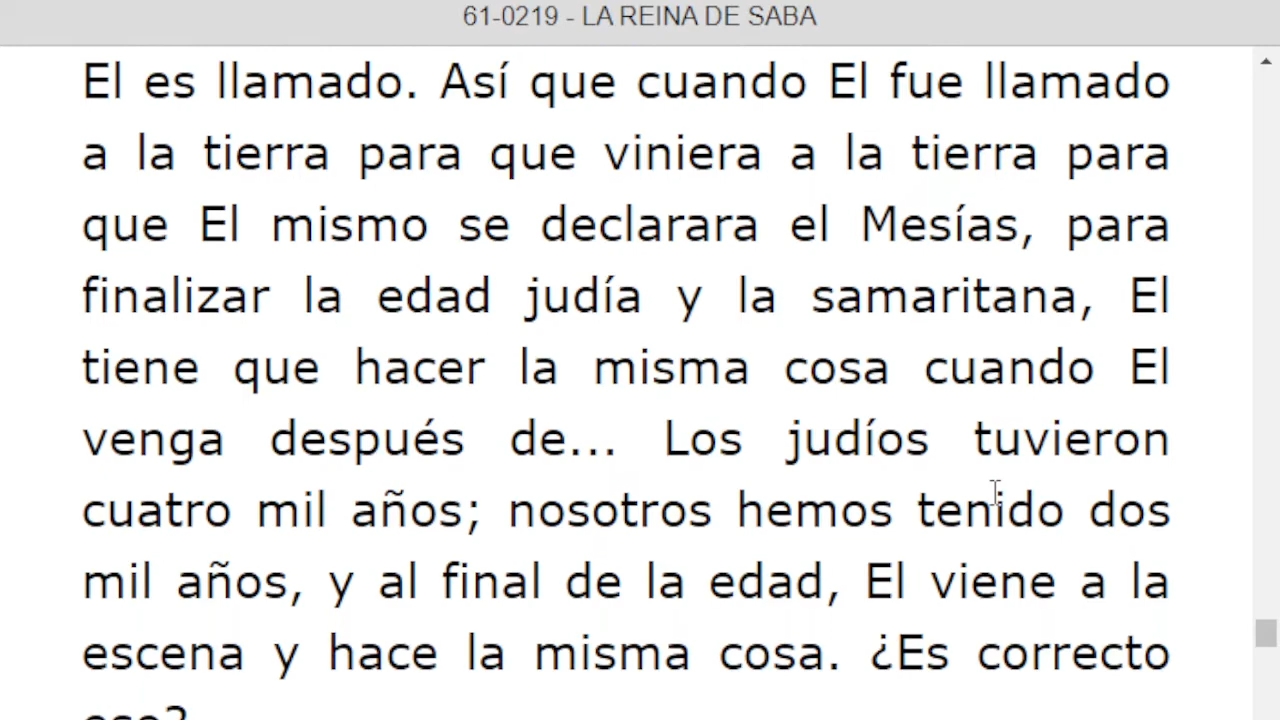 61-0219 - LA REINA DE SABA
El es llamado. Así que cuando El fue llamado
a la tierra para que viniera a la tierra para
que El mismo se declarara el Mesías, para
finalizar la edad judía y la samaritana, El
tiene que hacer la misma cosa cuando El
venga después de... Los judíos tuvieron
cuatro mil años; nosotros hemos tenido dos
mil años, y al final de la edad, El viene a la
escena y hace la misma cosa. ¿Es correcto
eso?